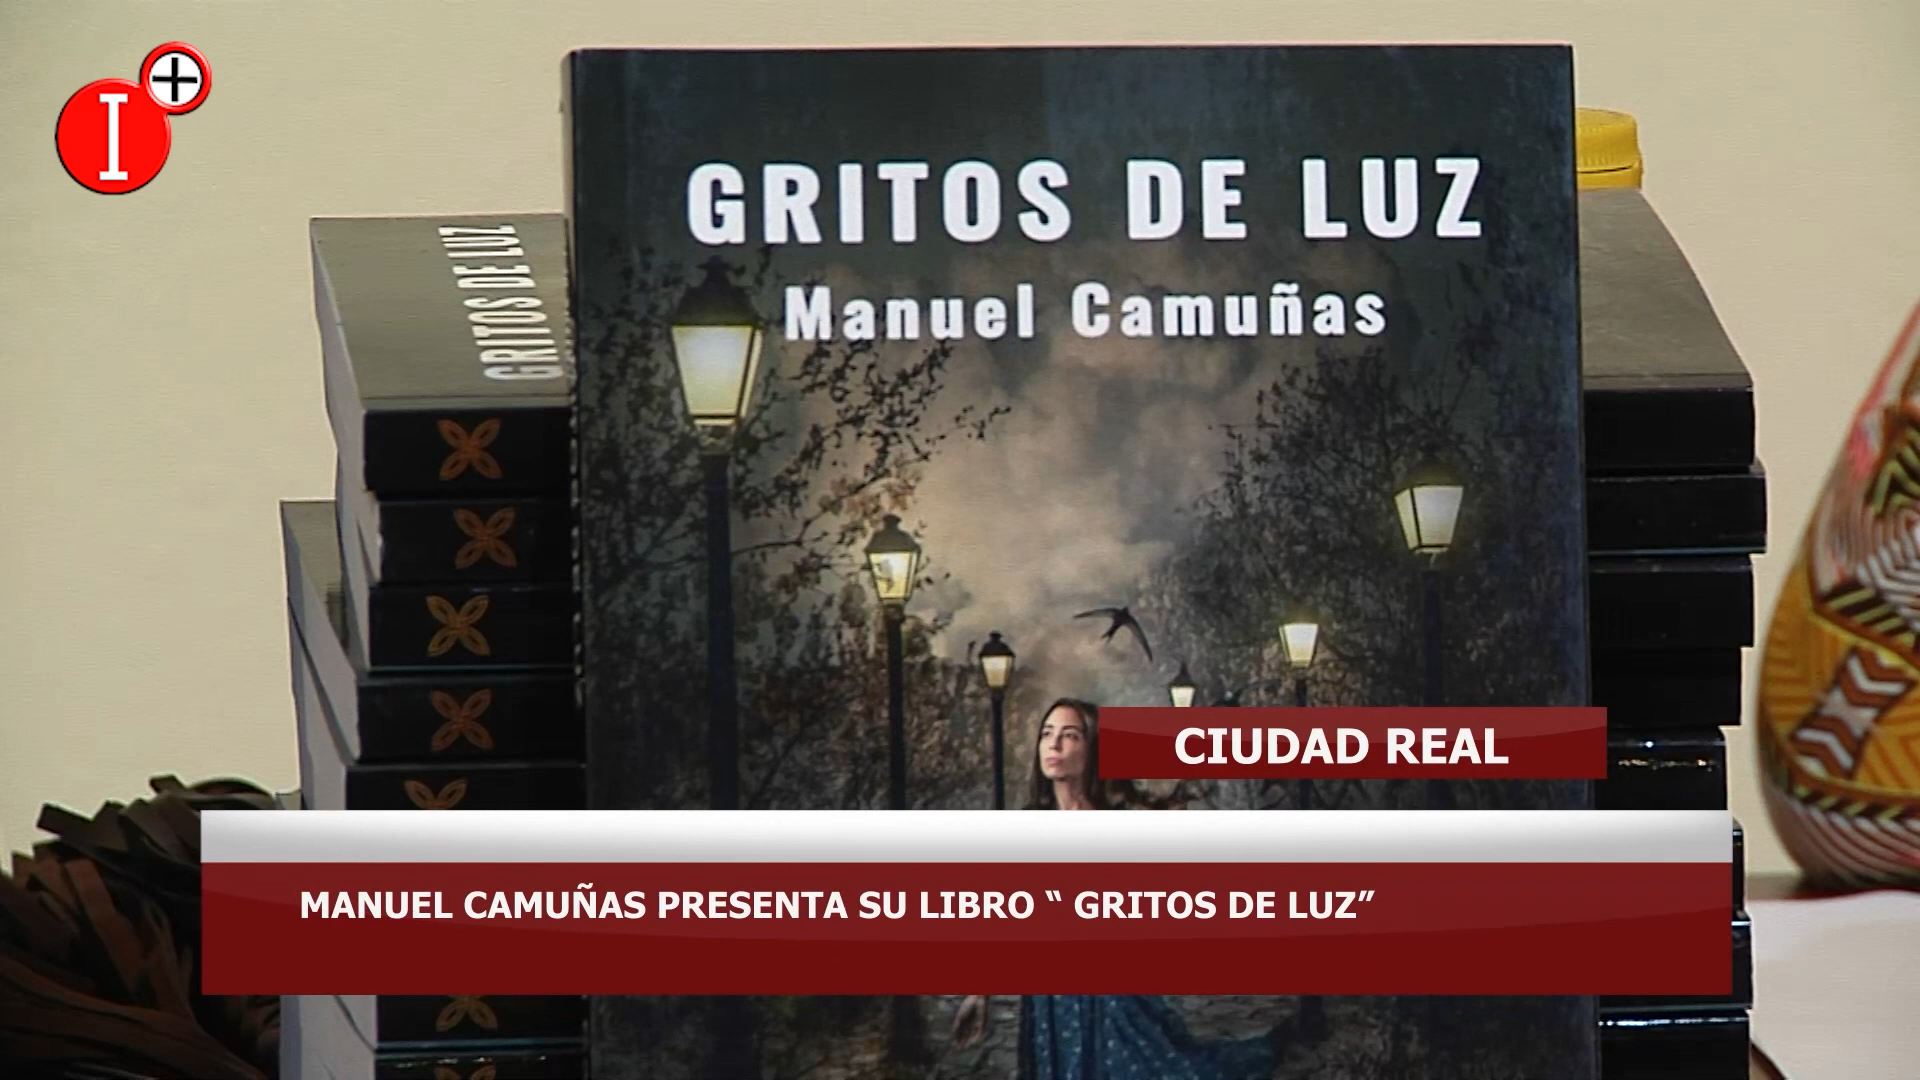 I+
GRITOS DE LUZ
Manuel Camuñas
GRITOS DE LUZ
CIUDAD REAL
MANUEL CAMUÑAS PRESENTA SU LIBRO “ GRITOS DE LUZ”